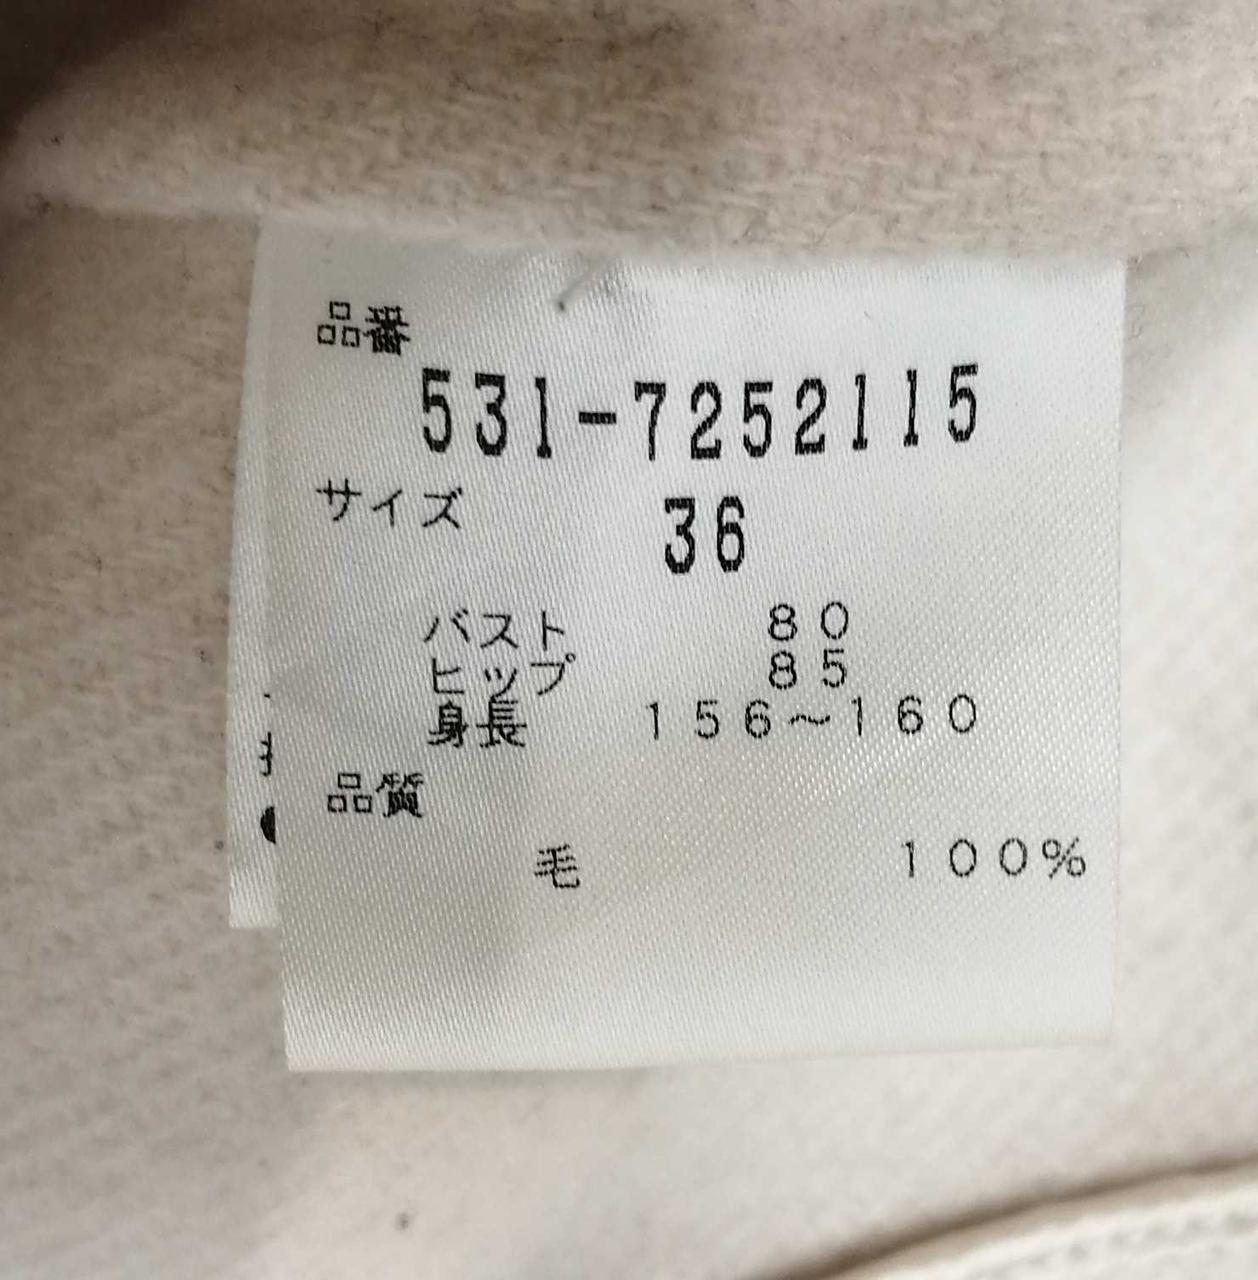 品番
531-7252115
サイズ 36
バスト 80
ヒップ 85
身長 156~160
品質
毛 100%